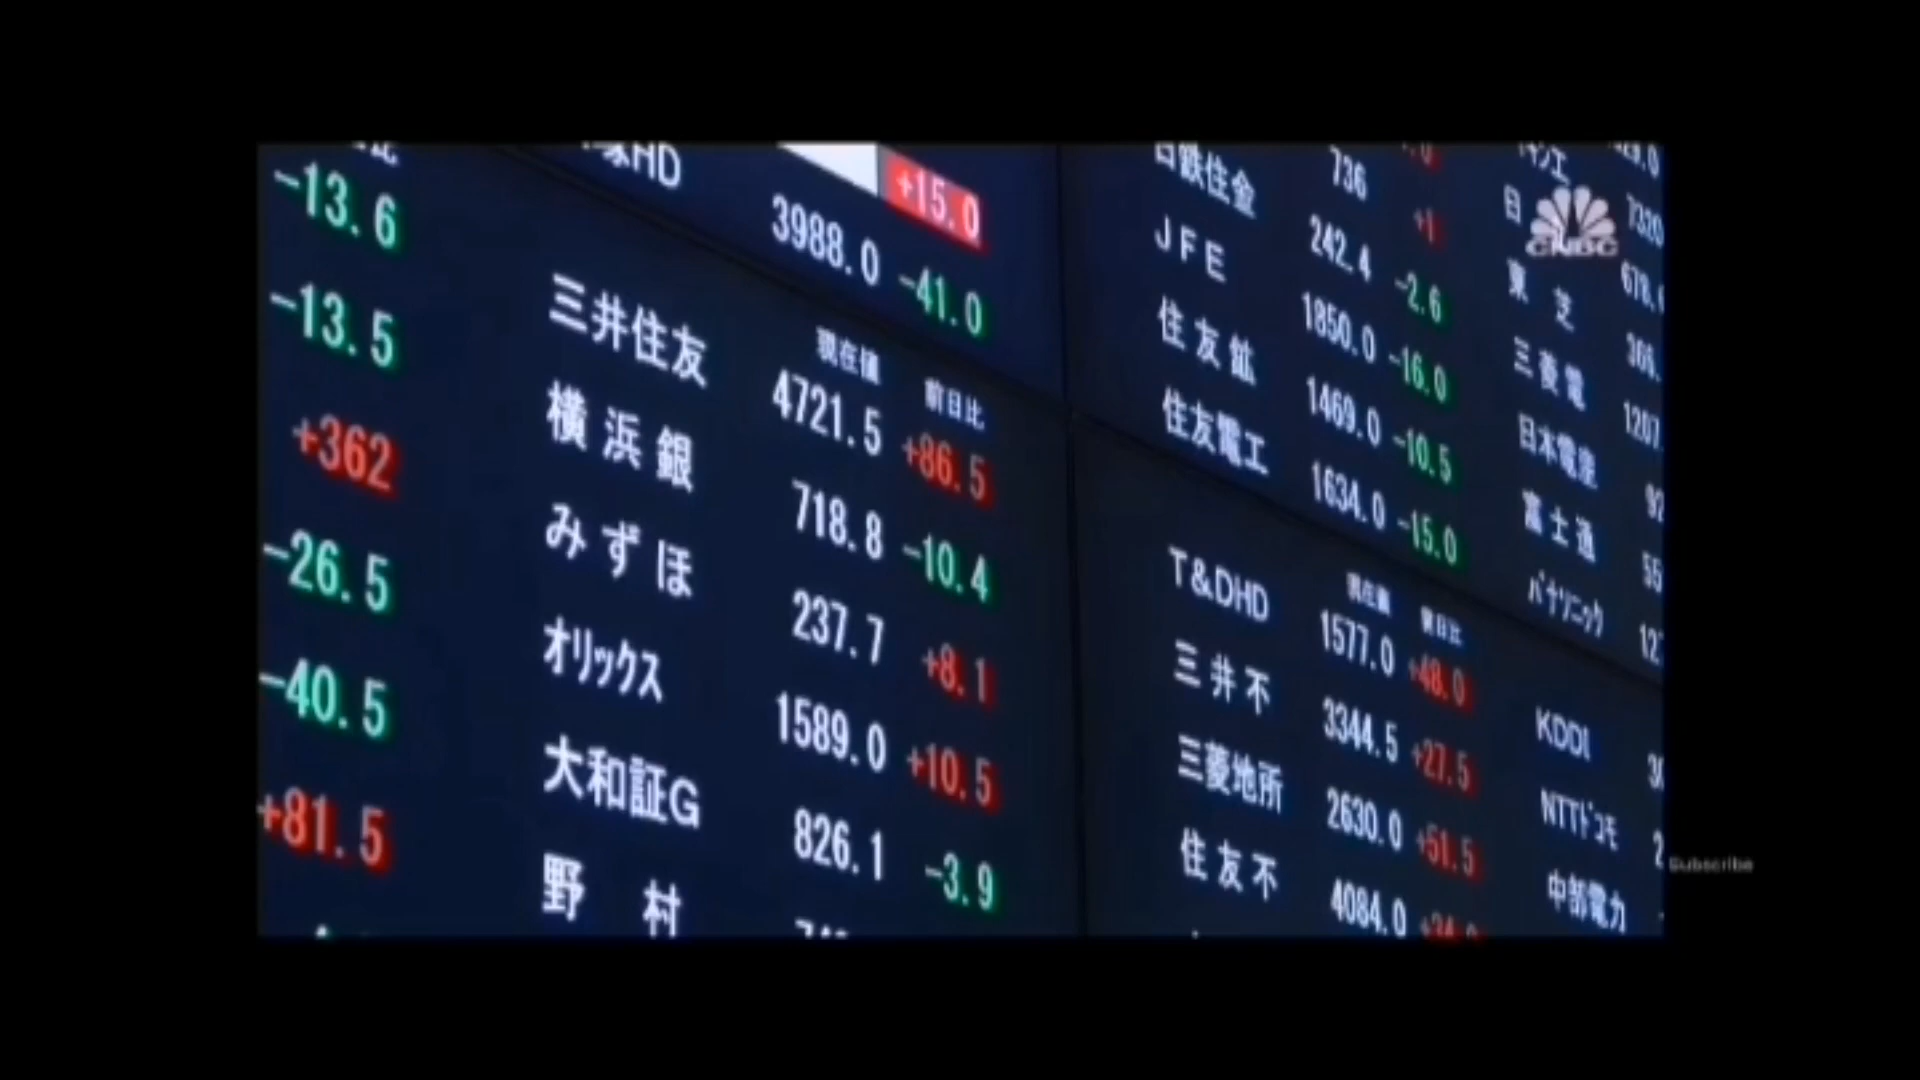 -13.6
-13.5
+362
-26.5
-40.5
+81.5
+15.0
HD 3988.0 -41.0
現在値 前日比
三井住友 4721.5 +86.5
横浜銀 718.8 -10.4
みずほ 237.7 +8.1
オリックス 1589.0 +10.5
大和証G 826.1 -3.9
野村
736 +1
日鉄住金 242.4 -2.6
JFE 1850.0 -16.0
住友鉱 1469.0 -10.5
住友電工 1634.0 -15.0
現在値 前日比
T&DHD 1577.0 +48.0
三井不 3344.5 +27.5
三菱地所 2630.0 +51.5
住友不 4084.0
日 7320
東芝
三菱電 1207
日本電産
富士通
パナソニック
KDDI
NTTドコモ
中部電力
CNBC
Subscribe